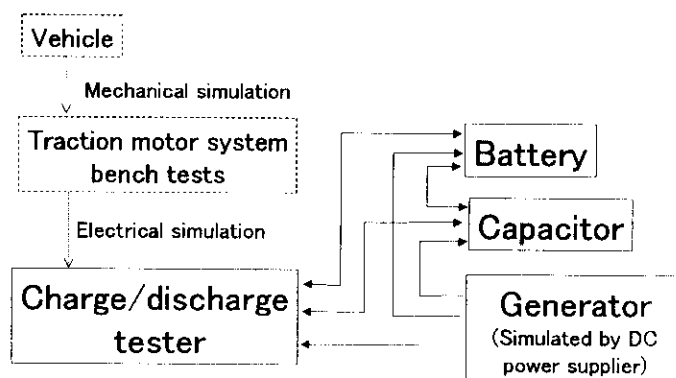 Vehicle
Mechanical simulation
Traction motor system
bench tests
Electrical simulation
Charge/discharge
tester
Battery
Capacitor
Generator
(Simulated by DC
power supplier)